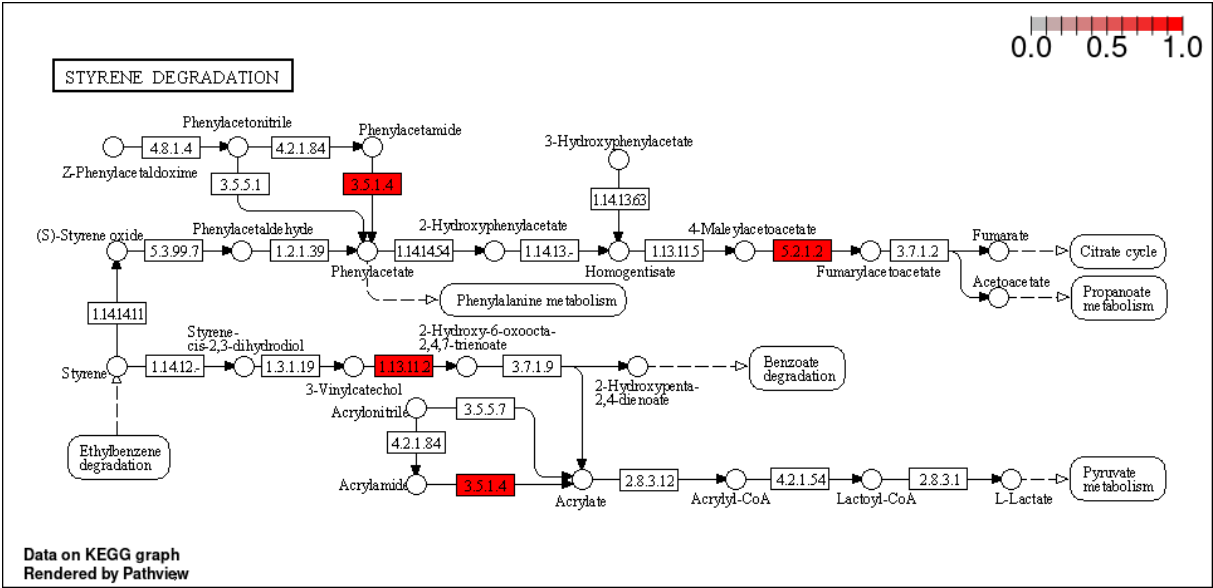 0.0 0.5 1.0
STYRENE DEGRADATION
Phenylacetonitrile
Phenylacetamide
3-Hydroxyphenylacetate
4.8.1.4
4.2.1.84
Z-Phenylacetaldoxime
3.5.5.1
3.5.1.4
1.14.13.63
(S)-Styrene oxide
Phenylacetaldehyde
2-Hydroxyphenylacetate
4-Maleylacetoacetate
Fumarate
5.3.99.7
1.2.1.39
1.14.14.54
1.14.13.-
1.13.11.5
5.2.1.2
3.7.1.2
Citrate cycle
Phenylacetate
Homogentisate
Fumarylacetoacetate
Acetoacetate
Phenylalanine metabolism
Propanoate
metabolism
1.14.14.11
Styrene-
cis-2,3-dihydrodiol
2-Hydroxy-6-oxoocta-
2,4,7-trienoate
Styrene
1.14.12.-
1.3.1.19
1.13.11.2
3.7.1.9
Benzoate
degradation
3-Vinylcatechol
2-Hydroxypenta-
2,4-dienoate
Acrylonitrile
3.5.5.7
4.2.1.84
Ethylbenzene
degradation
Acrylamide
3.5.1.4
Acrylate
2.8.3.12
Acrylyl-CoA
4.2.1.54
Lactoyl-CoA
2.8.3.1
L-Lactate
Pyruvate
metabolism
Data on KEGG graph
Rendered by Pathview